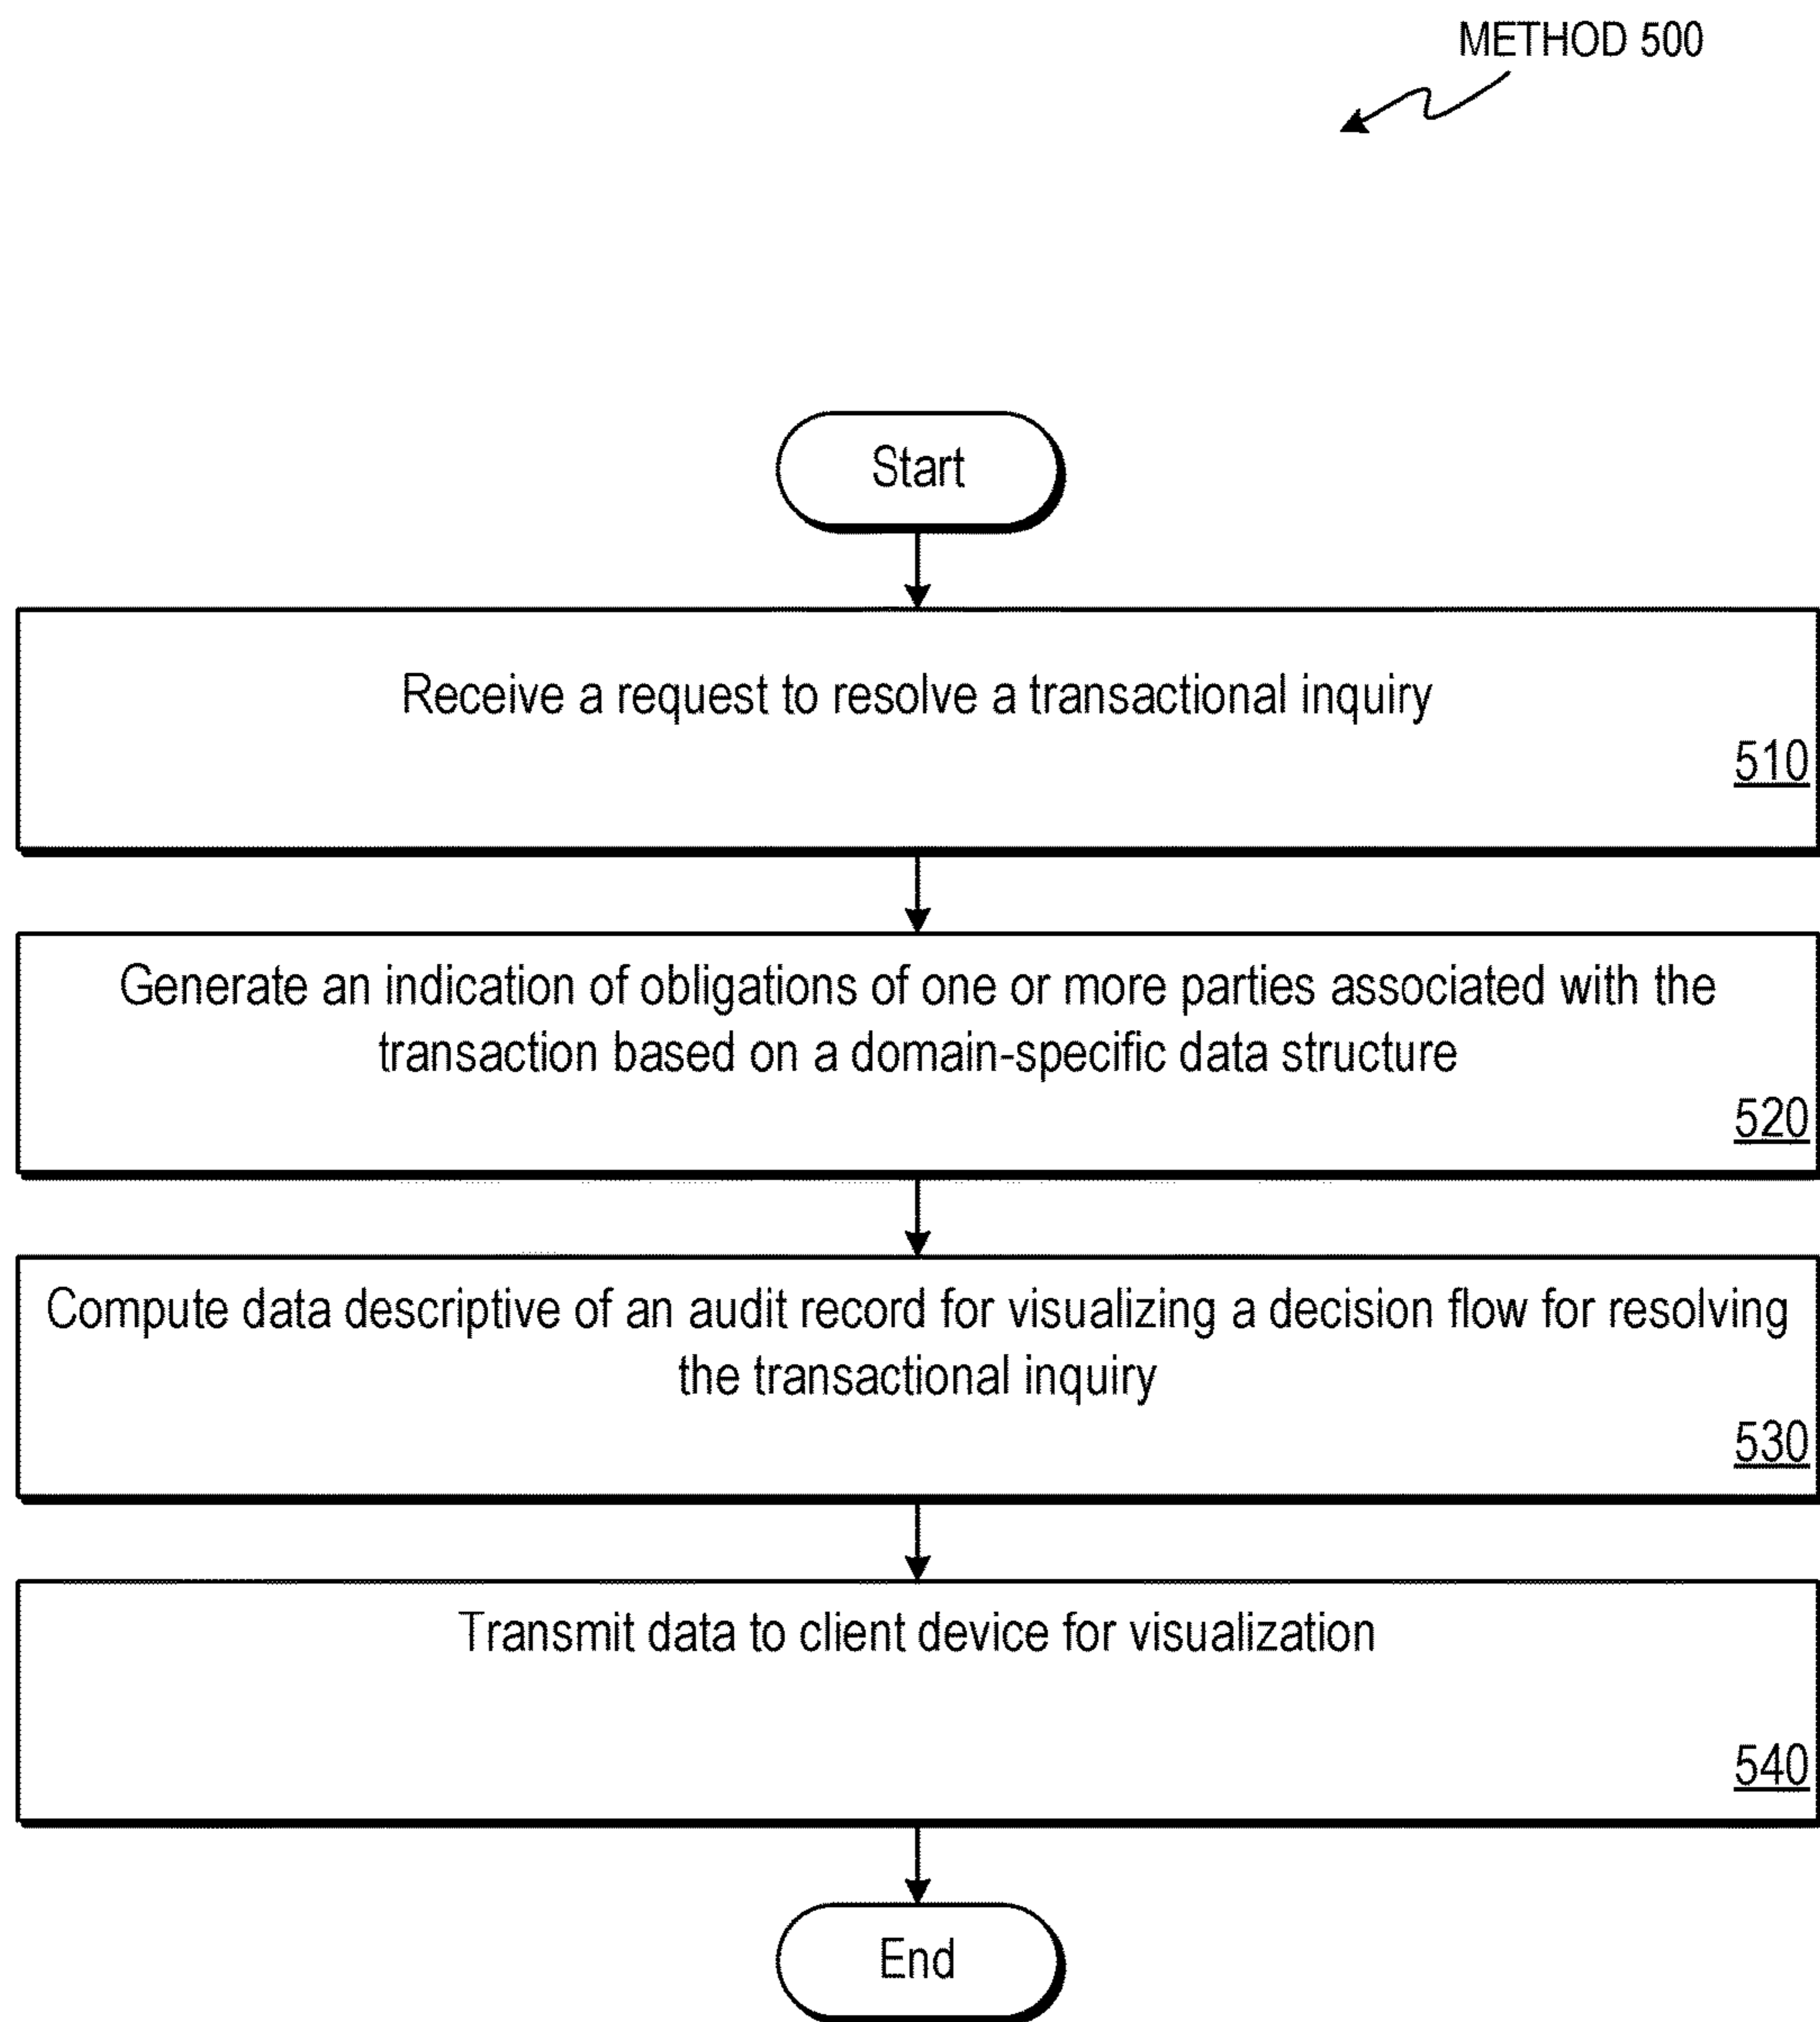 METHOD 500
Start
Receive a request to resolve a transactional inquiry
510
Generate an indication of obligations of one or more parties associated with the
transaction based on a domain-specific data structure
520
Compute data descriptive of an audit record for visualizing a decision flow for resolving
the transactional inquiry
530
Transmit data to client device for visualization
540
End